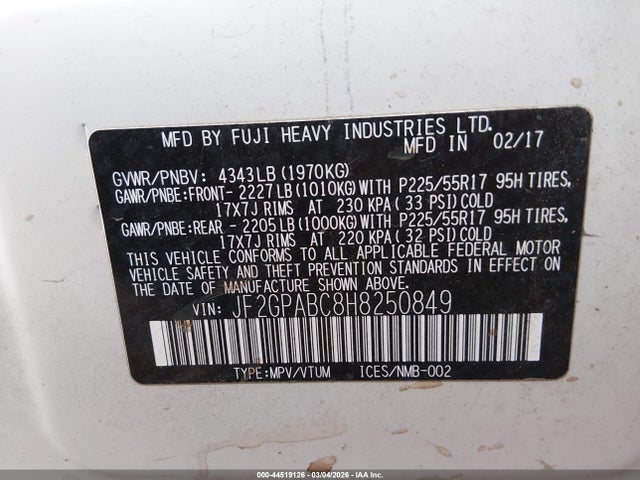 MFD BY FUJI HEAVY INDUSTRIES LTD.
MFD IN 02/17
GVWR/PNBV: 4343LB(1970KG)
GAWR/PNBE:FRONT- 2227LB(1010KG)WITH P225/55R17 95H TIRES,
17X7J RIMS AT 230 KPA(33 PSI)COLD
GAWR/PNBE:REAR - 2205LB(1000KG)WITH P225/55R17 95H TIRES,
17X7J RIMS AT 220 KPA(32 PSI)COLD
THIS VEHICLE CONFORMS TO ALL APPLICABLE FEDERAL MOTOR
VEHICLE SAFETY AND THEFT PREVENTION STANDARDS IN EFFECT ON
THE DATE OF MANUFACTURE SHOWN ABOVE.
VIN: JF2GPABC8H8250849
TYPE:MPV/VTUM ICES/NMB-002
000-44519126 - 03/04/2026 - IAAI.COM